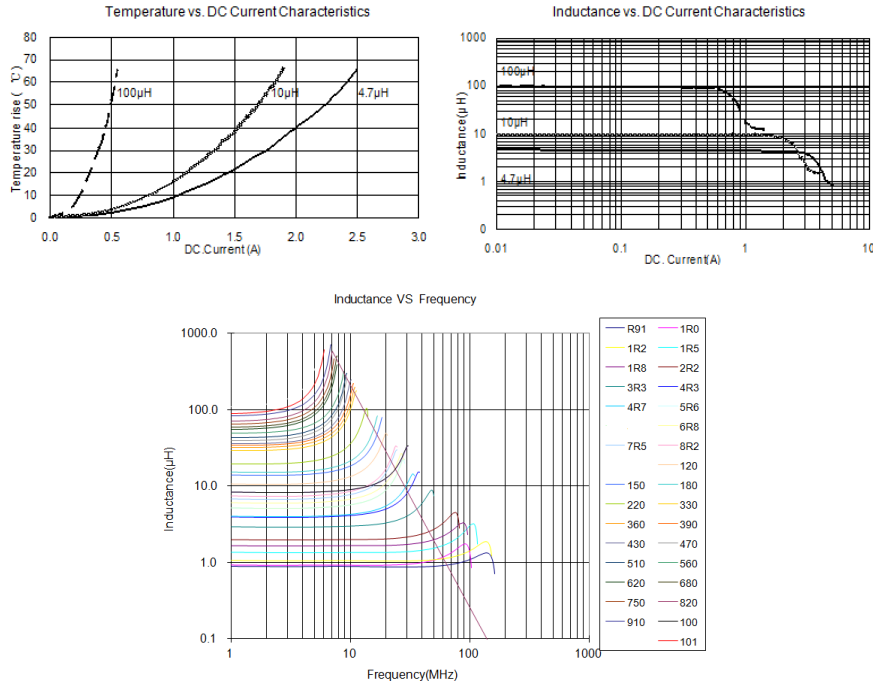 Temperature vs. DC Current Characteristics
80
70
60
50
40
30
20
10
0
Temperature rise ( ℃)
100μH
10μH
4.7μH
0.0 0.5 1.0 1.5 2.0 2.5 3.0
DC.Current (A)
Inductance vs. DC Current Characteristics
1000
100
10
1
0
Inductance(μH)
100μH
10μH
4.7μH
0.01 0.1 1 10
DC. Current(A)
Inductance VS Frequency
1000.0
100.0
10.0
1.0
0.1
Inductance(μH)
1 10 100 1000
Frequency(MHz)
R91 1R0
1R2 1R5
1R8 2R2
3R3 4R3
4R7 5R6
6R8
7R5 8R2
120
150 180
220 330
360 390
430 470
510 560
620 680
750 820
910 100
101